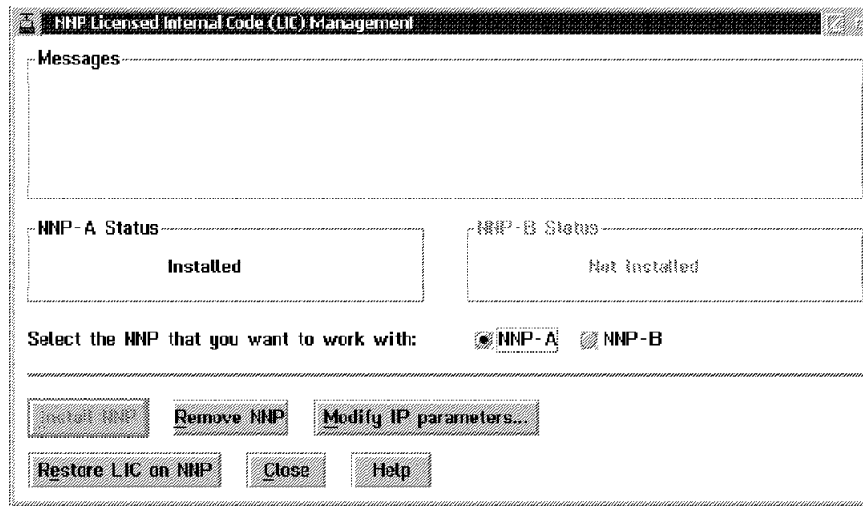 NNP Licensed Internal Code (LIC) Management
Messages
NNP-A Status
NNP-B Status
Installed
Not Installed
Select the NNP that you want to work with:
NNP-A
NNP-B
Install NNP
Remove NNP
Modify IP parameters...
Restore LIC on NNP
Close
Help